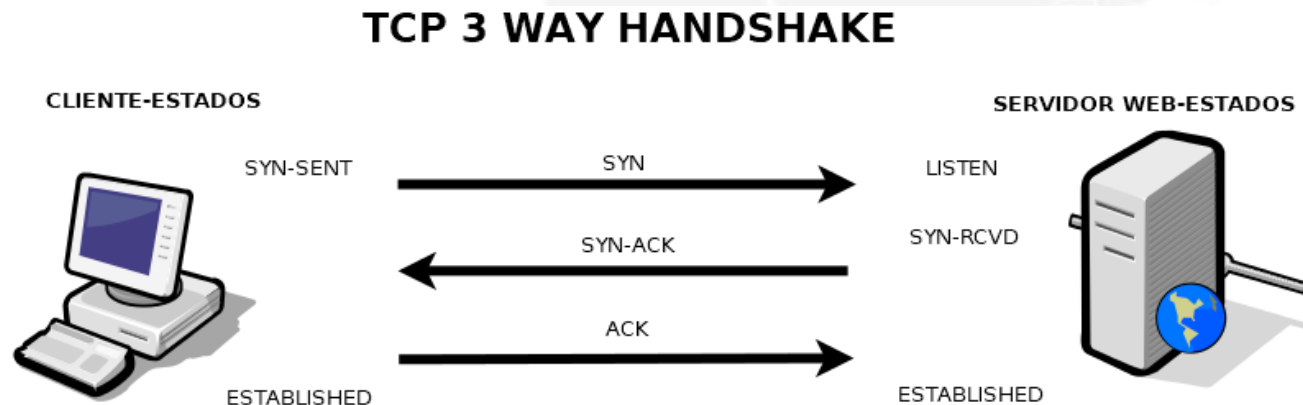 TCP 3 WAY HANDSHAKE
CLIENTE-ESTADOS
SERVIDOR WEB-ESTADOS
SYN-SENT
SYN
LISTEN
SYN-ACK
SYN-RCVD
ACK
ESTABLISHED
ESTABLISHED